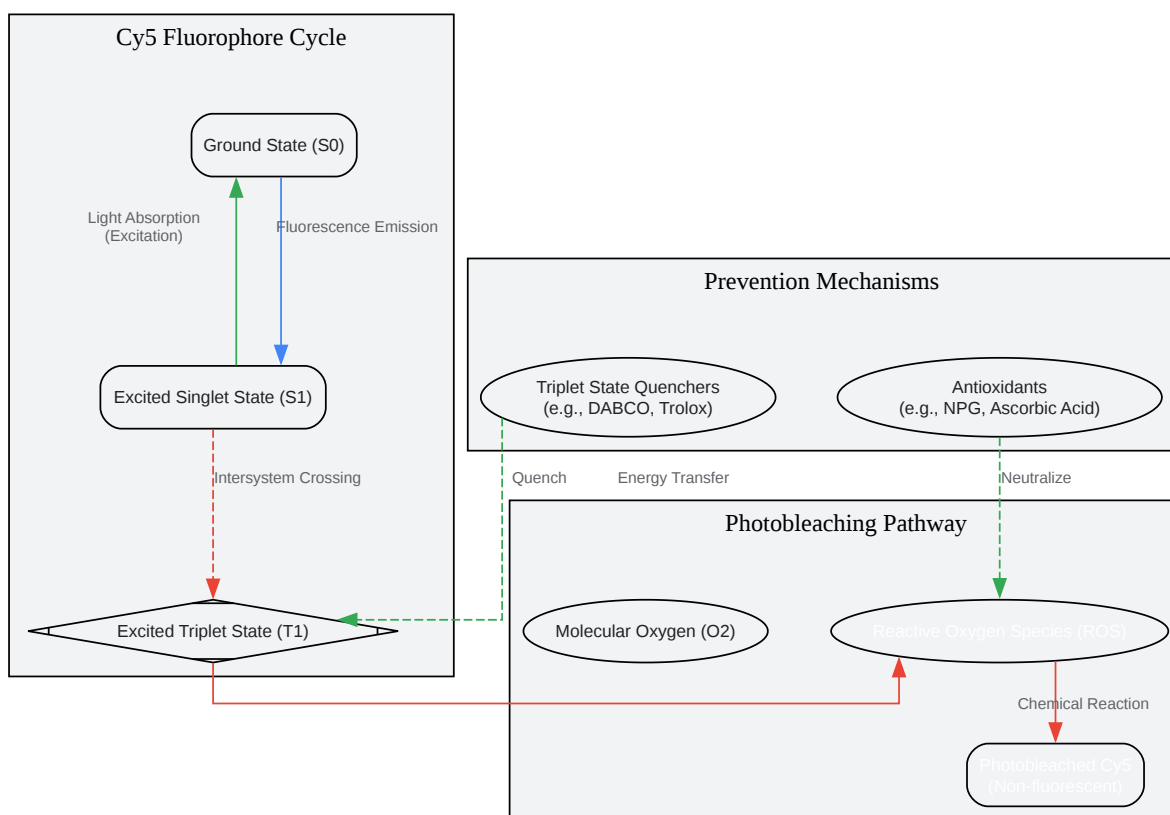 Cy5 Fluorophore Cycle
Ground State (S0)
Light Absorption
(Excitation)
Fluorescence Emission
Excited Singlet State (S1)
Intersystem Crossing
Excited Triplet State (T1)
Prevention Mechanisms
Triplet State Quenchers
(e.g., DABCO, Trolox)
Antioxidants
(e.g., NPG, Ascorbic Acid)
Quench
Energy Transfer
Neutralize
Photobleaching Pathway
Molecular Oxygen (O2)
Reactive Oxygen Species (ROS)
Chemical Reaction
Photobleached Cy5
(Non-fluorescent)